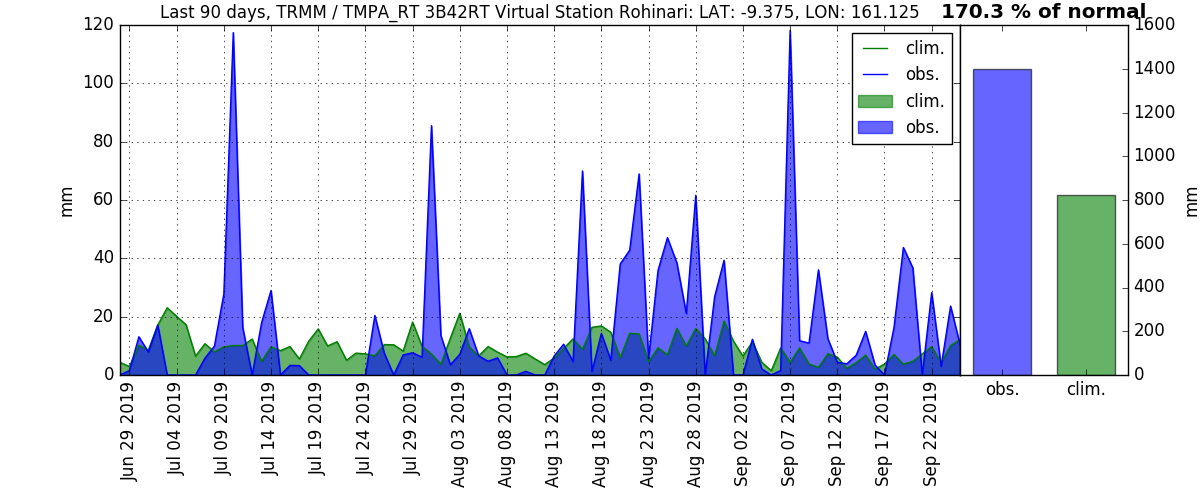 Last 90 days, TRMM / TMPA_RT 3B42RT Virtual Station Rohinari: LAT: -9.375, LON: 161.125
170.3 % of normal
120
100
80
60
40
20
0
mm
clim.
obs.
clim.
obs.
1600
1400
1200
1000
800
600
400
200
0
mm
obs.
clim.
Jun 29 2019
Jul 04 2019
Jul 09 2019
Jul 14 2019
Jul 19 2019
Jul 24 2019
Jul 29 2019
Aug 03 2019
Aug 08 2019
Aug 13 2019
Aug 18 2019
Aug 23 2019
Aug 28 2019
Sep 02 2019
Sep 07 2019
Sep 12 2019
Sep 17 2019
Sep 22 2019